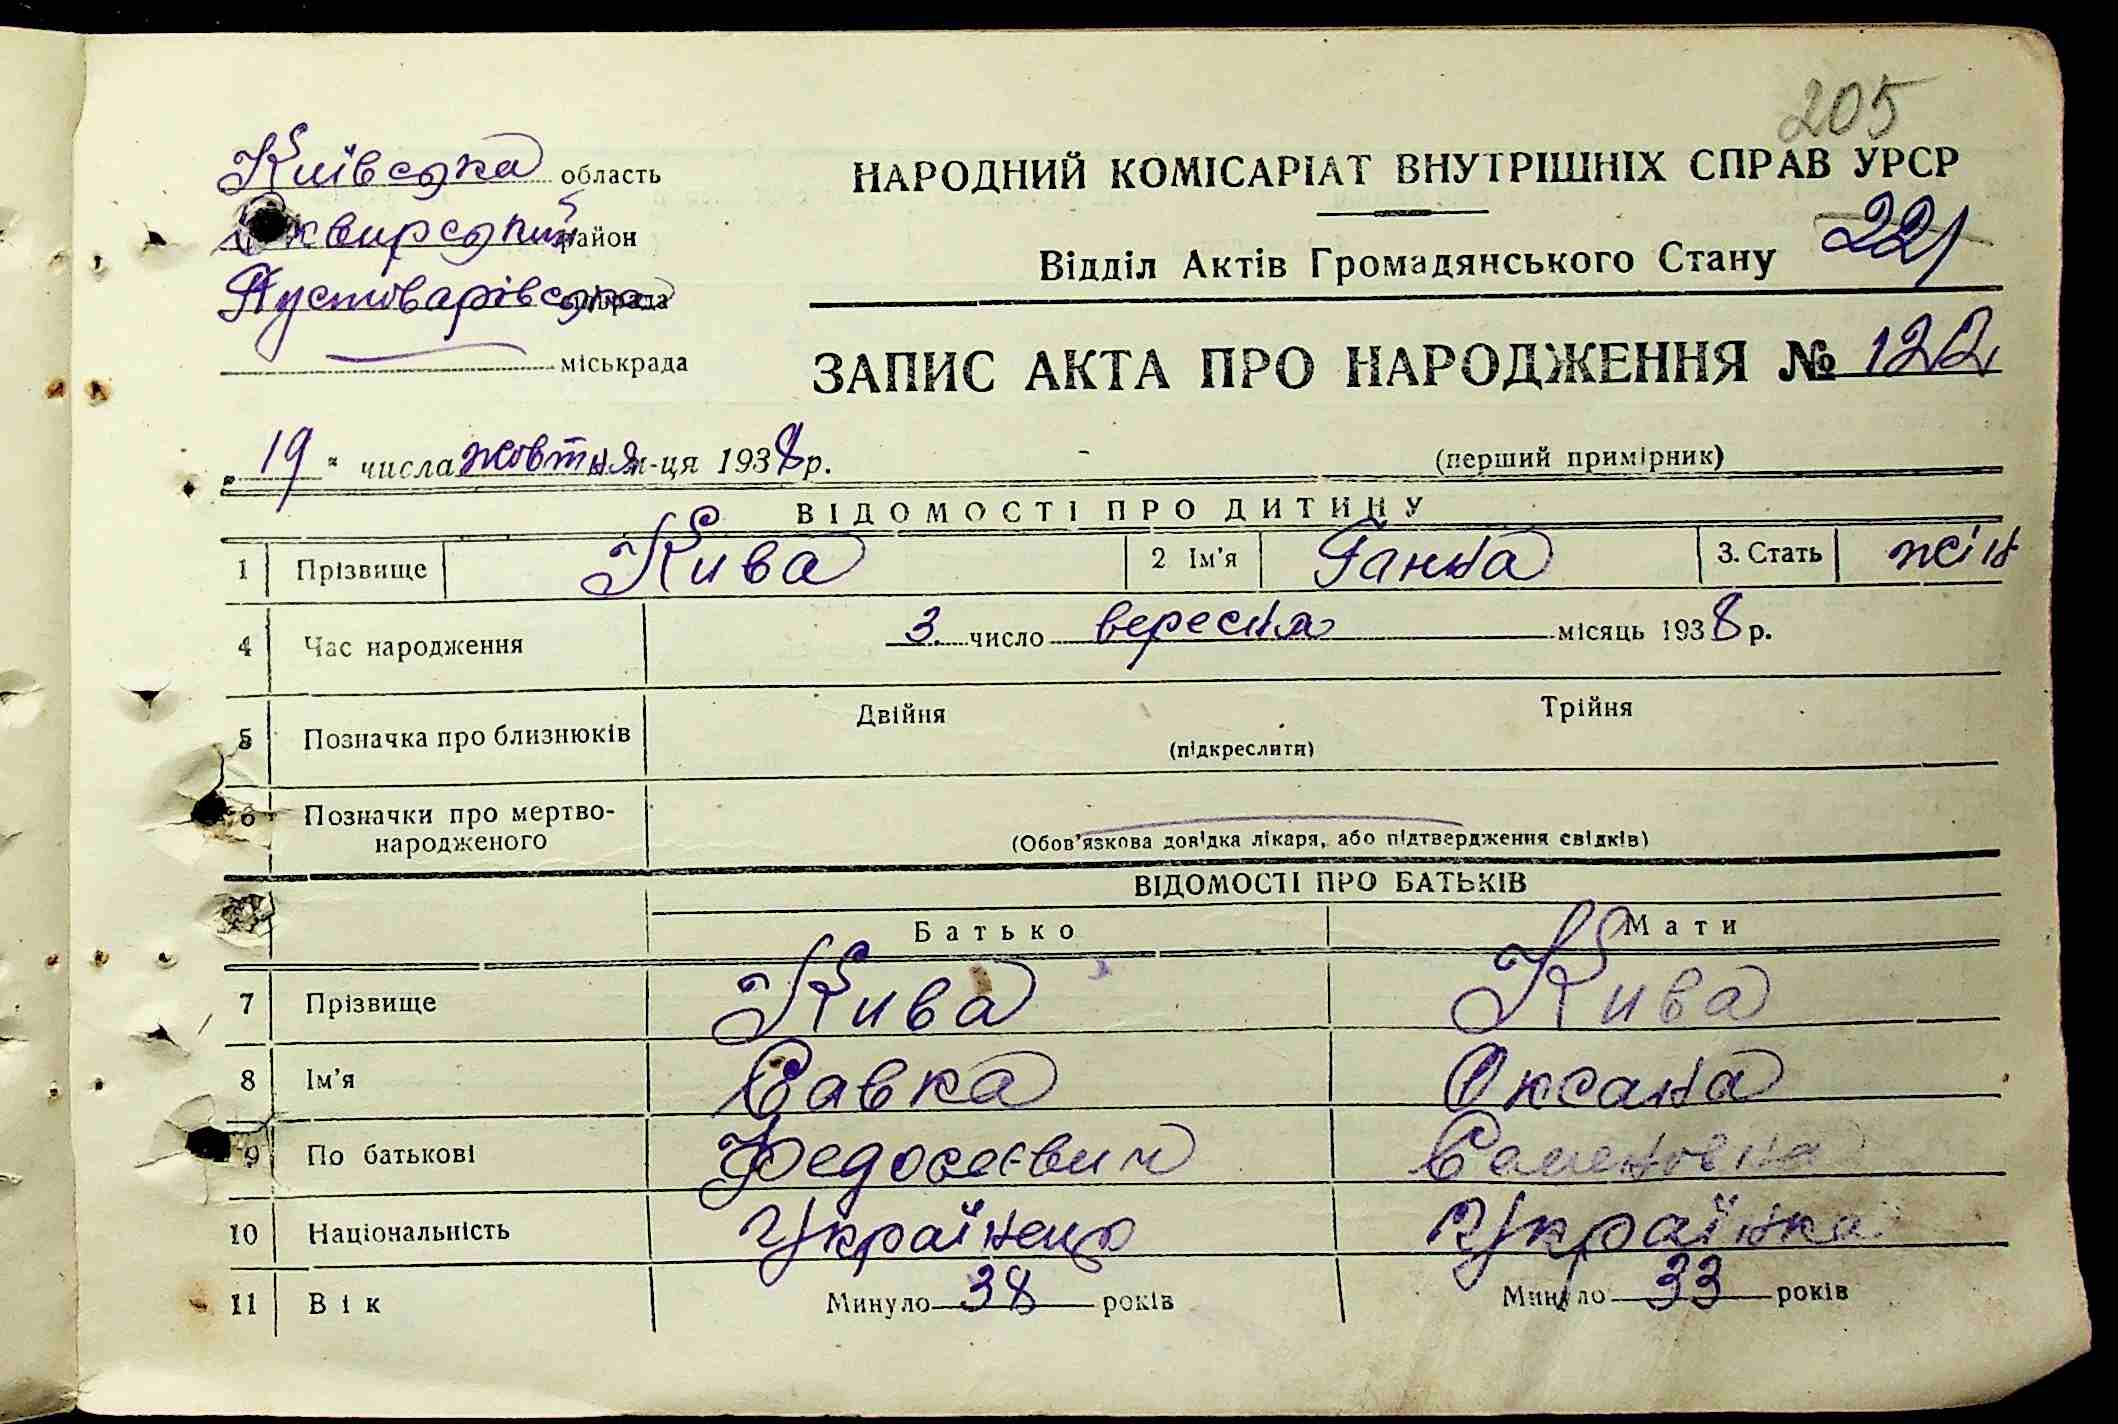 205
Київська область
НАРОДНИЙ КОМІСАРІАТ ВНУТРІШНІХ СПРАВ УРСР
Сквирський район
Відділ Актів Громадянського Стану 221
Пустоварівська сільрада
міськрада
ЗАПИС АКТА ПРО НАРОДЖЕННЯ № 122
„ 19 " числа жовтня м-ця 1938 р.
(перший примірник)
ВІДОМОСТІ ПРО ДИТИНУ
1 Прізвище Кива 2 Ім'я Ганна 3. Стать жін
4 Час народження 3 число вересня місяць 1938 р.
5 Позначка про близнюків Двійня Трійня
(підкреслити)
6 Позначки про мертво-
народженого
(Обов'язкова довідка лікаря, або підтвердження свідків)
ВІДОМОСТІ ПРО БАТЬКІВ
Батько Мати
7 Прізвище Кива Кива
8 Ім'я Савка Оксана
9 По батькові Федосеєвич Семеновна
10 Національність Українець Українка
11 Вік Минуло 38 років Минуло 33 років